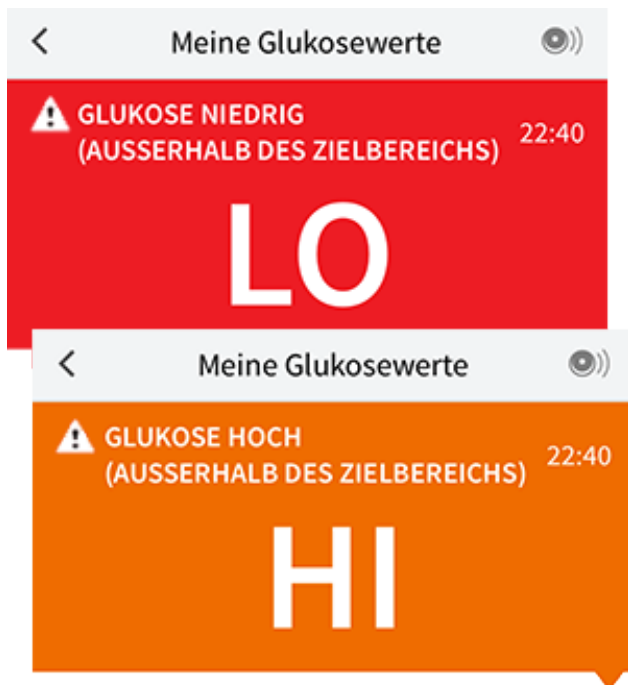 Meine Glukosewerte
GLUKOSE NIEDRIG
(AUSSERHALB DES ZIELBEREICHS) 22:40
LO
Meine Glukosewerte
GLUKOSE HOCH
(AUSSERHALB DES ZIELBEREICHS) 22:40
HI